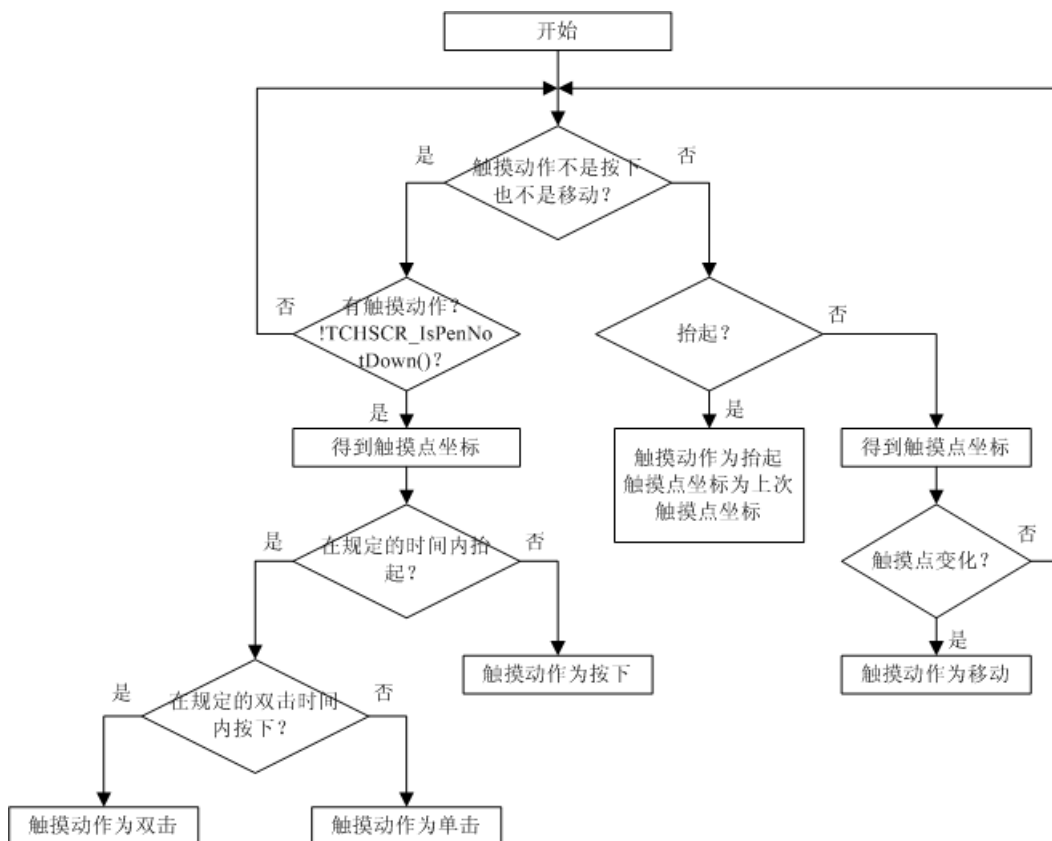 开始
是
否
触摸动作不是按下
也不是移动？
否
有触摸动作？
!TCHSCR_IsPenNo
tDown()？
抬起？
否
是
是
得到触摸点坐标
触摸动作为抬起
触摸点坐标为上次
触摸点坐标
得到触摸点坐标
是
在规定的时间内抬
起？
否
触摸点变化？
否
是
触摸动作为按下
触摸动作为移动
是
在规定的双击时间
内按下？
否
触摸动作为双击
触摸动作为单击